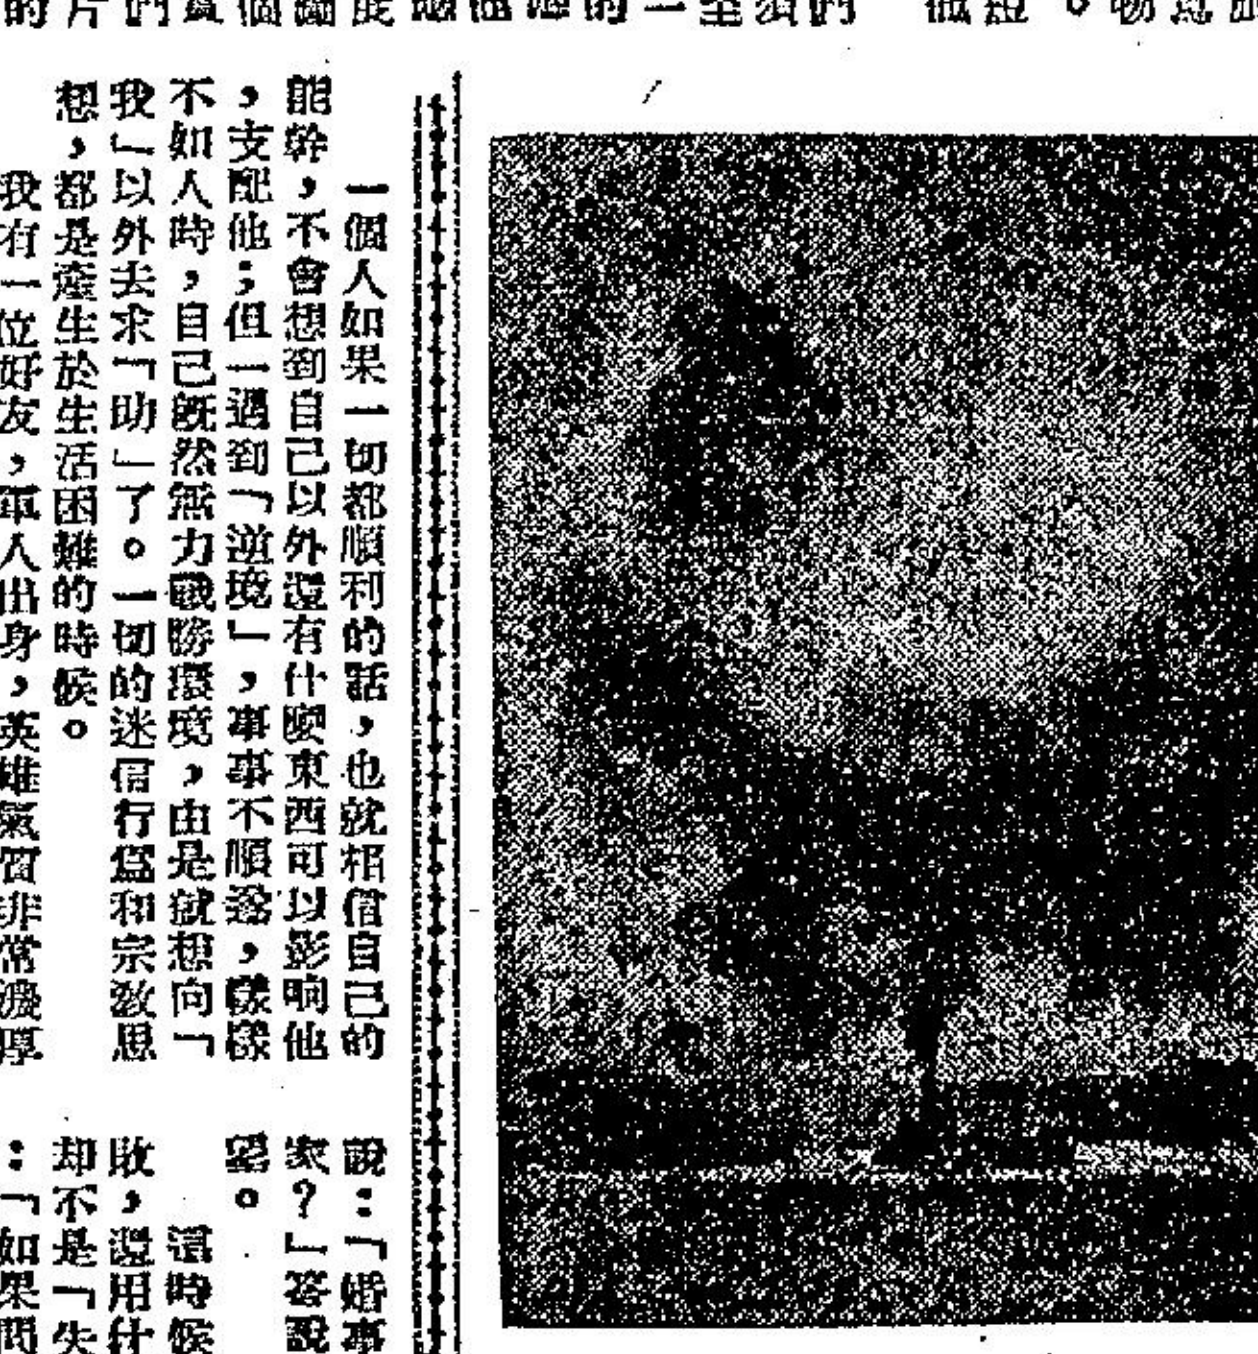 一個人如果一切都順利的話，也就相信自己的
能幹，不會想到自己以外還有什麼東西可以影响他
，支配他；但一遇到「逆境」，事事不順遂，樣樣
不如人時，自己既然無力戰勝環境，由是就想向「
我」以外去求「助」了。一切的迷信行爲和宗教思
想，都是產生於生活困難的時候。
我有一位好友，軍人出身，英雄氣質非常濃厚
說：「婚事
家？」答說
望。
這時候
敗，還用什
却不是「失
：「如果問